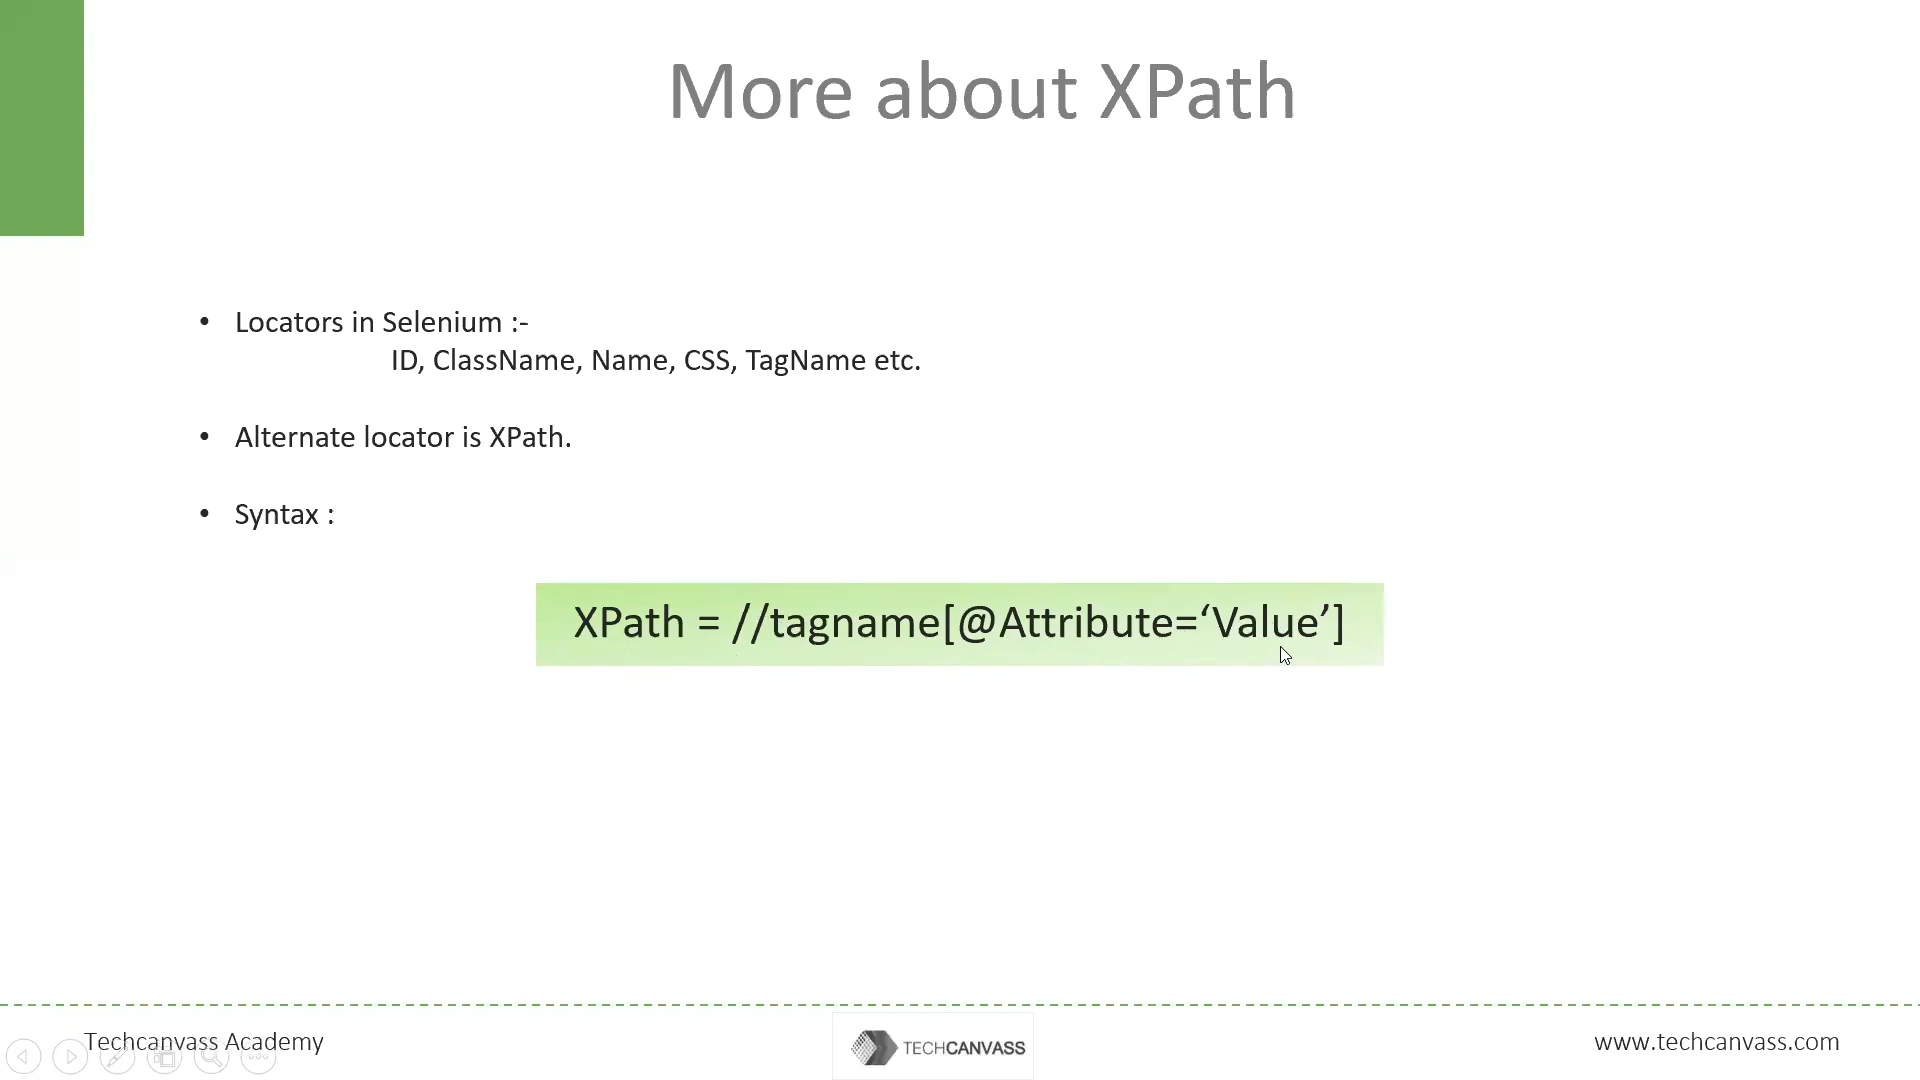 More about XPath
• Locators in Selenium :-
ID, ClassName, Name, CSS, TagName etc.
• Alternate locator is XPath.
• Syntax :
XPath = //tagname[@Attribute=‘Value’]
Techcanvass Academy
TECHCANVASS
www.techcanvass.com